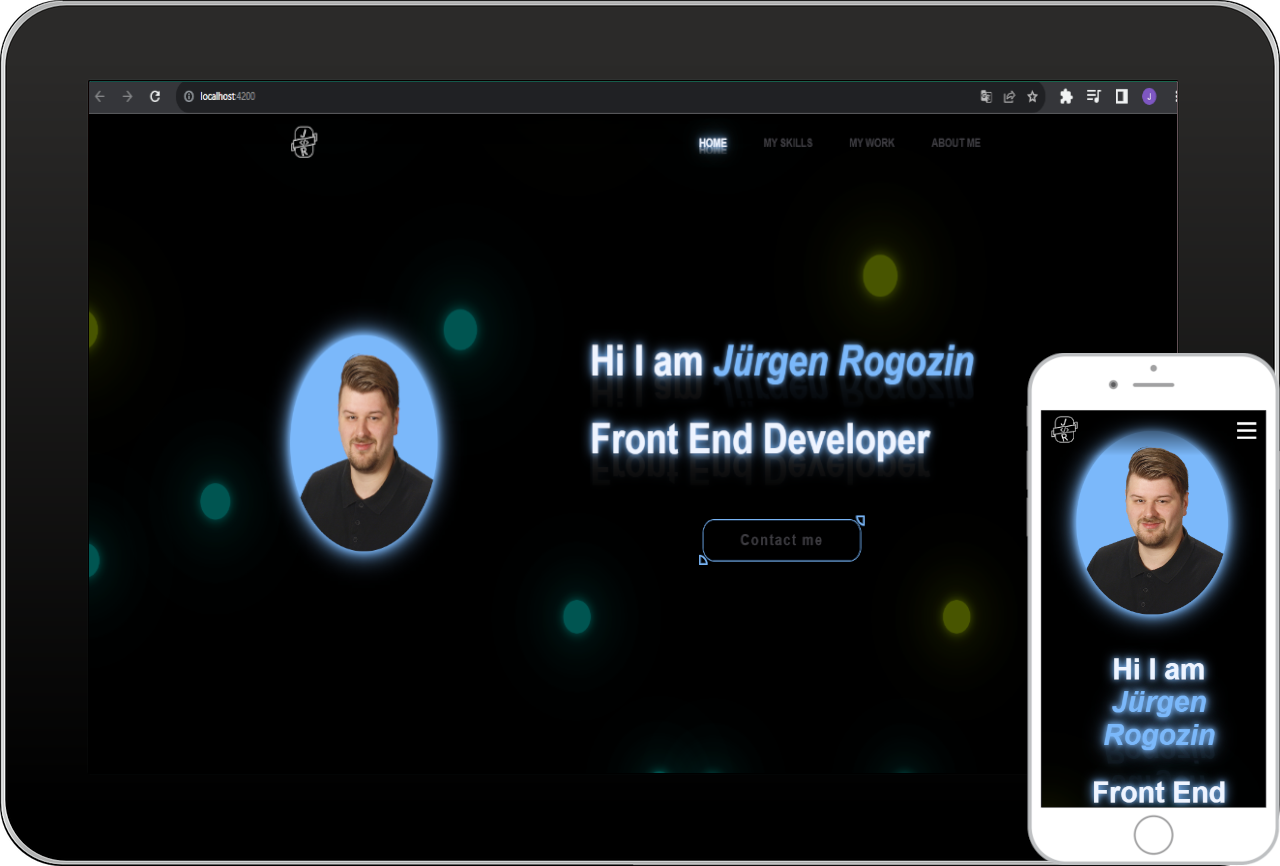 localhost:4200
J
J
R
HOME
MY SKILLS
MY WORK
ABOUT ME
Hi I am Jürgen Rogozin
Front End Developer
Contact me
J
R
Hi I am
Jürgen
Rogozin
Front End